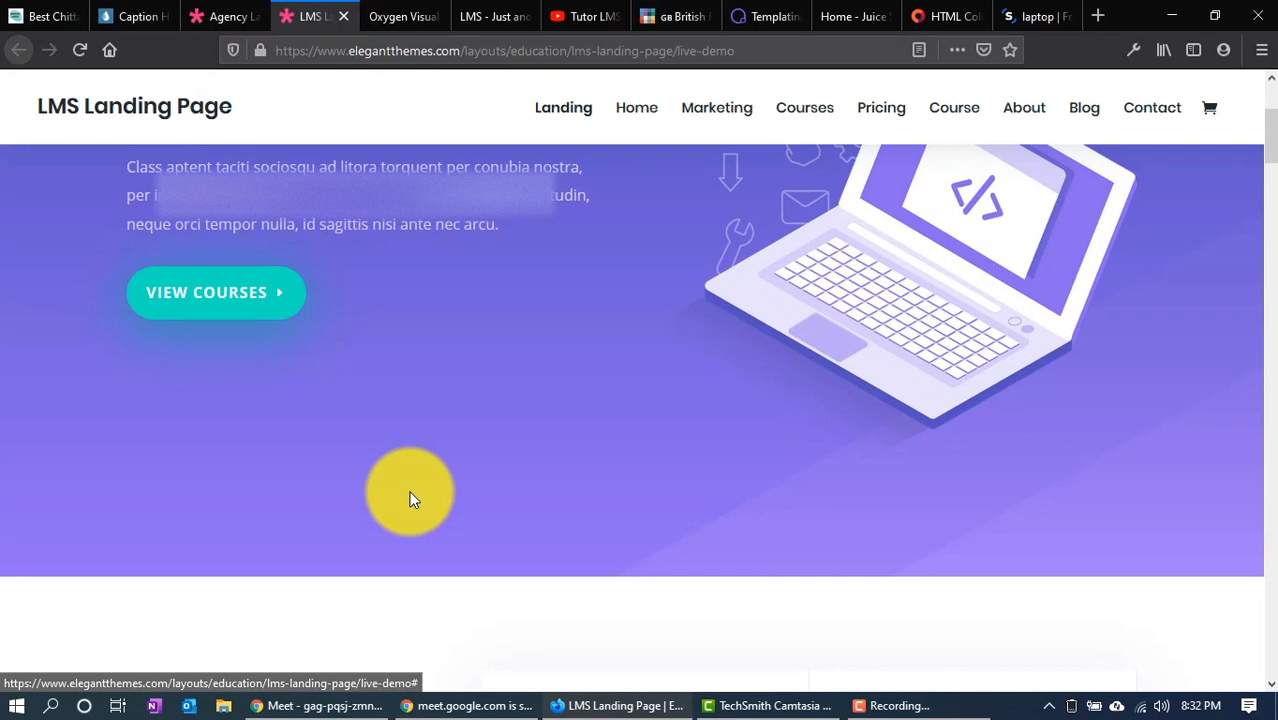 Best Chitt
Caption H
Agency La
LMS La
Oxygen Visual
LMS - Just and
Tutor LMS
GB British
Templatin
Home - Juice S
HTML Col
laptop | Fr
https://www.elegantthemes.com/layouts/education/lms-landing-page/live-demo
LMS Landing Page
Landing Home Marketing Courses Pricing Course About Blog Contact
Class aptent taciti sociosqu ad litora torquent per conubia nostra,
per
neque orci tempor nulla, id sagittis nisi ante nec arcu.
VIEW COURSES
</>
https://www.elegantthemes.com/layouts/education/lms-landing-page/live-demo#
Meet - gag-pqsj-zmn...
meet.google.com is s...
LMS Landing Page | E...
TechSmith Camtasia ...
Recording...
8:32 PM